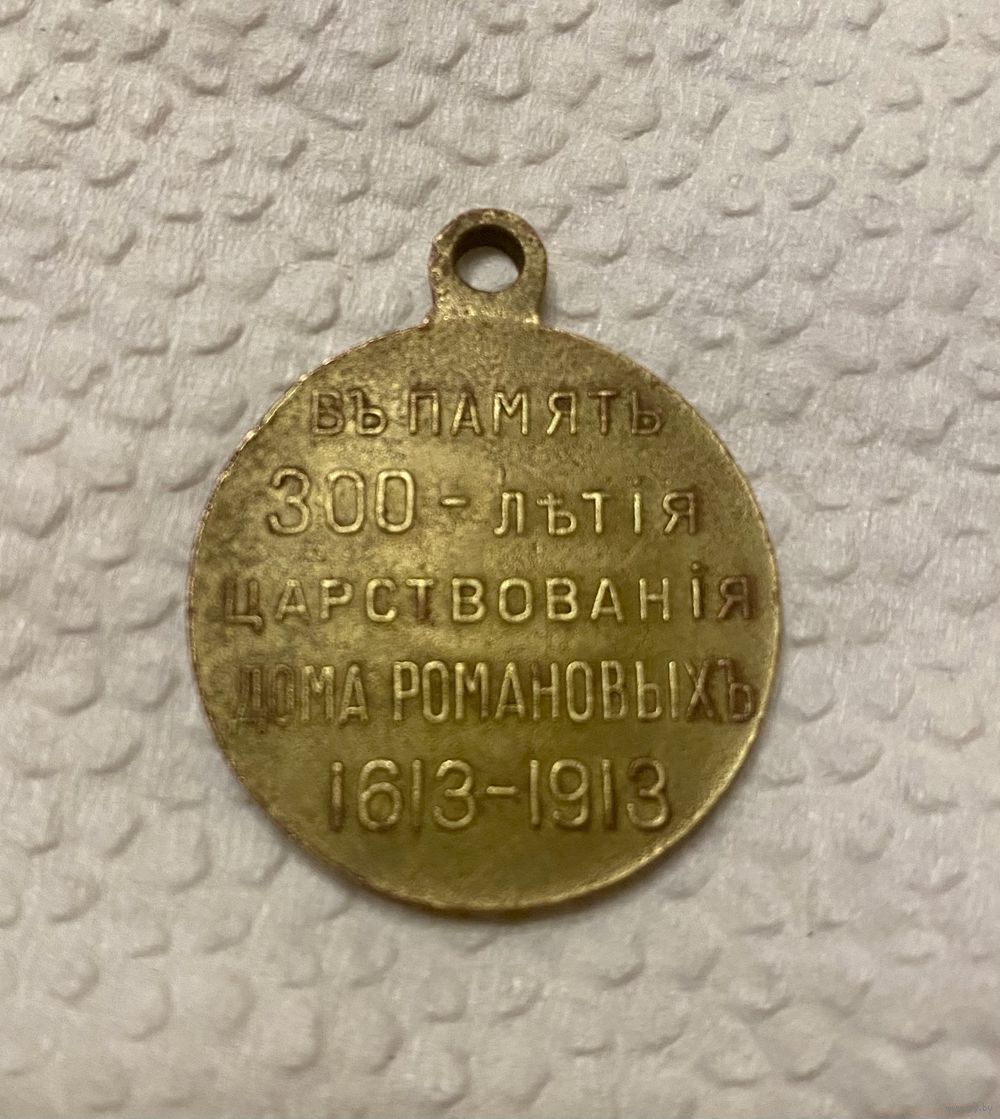 ВЪ ПАМЯТЬ
300-ЛѢТІЯ
ЦАРСТВОВАНІЯ
ДОМА РОМАНОВЫХЪ
1613-1913